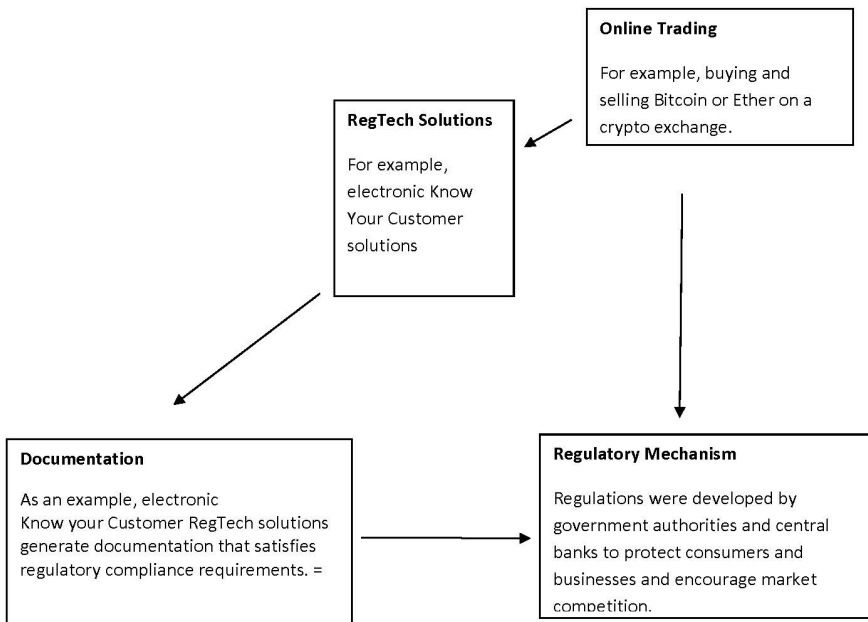 Online Trading
For example, buying and
selling Bitcoin or Ether on a
crypto exchange.
RegTech Solutions
For example,
electronic Know
Your Customer
solutions
Documentation
As an example, electronic
Know your Customer RegTech solutions
generate documentation that satisfies
regulatory compliance requirements. =
Regulatory Mechanism
Regulations were developed by
government authorities and central
banks to protect consumers and
businesses and encourage market
competition.